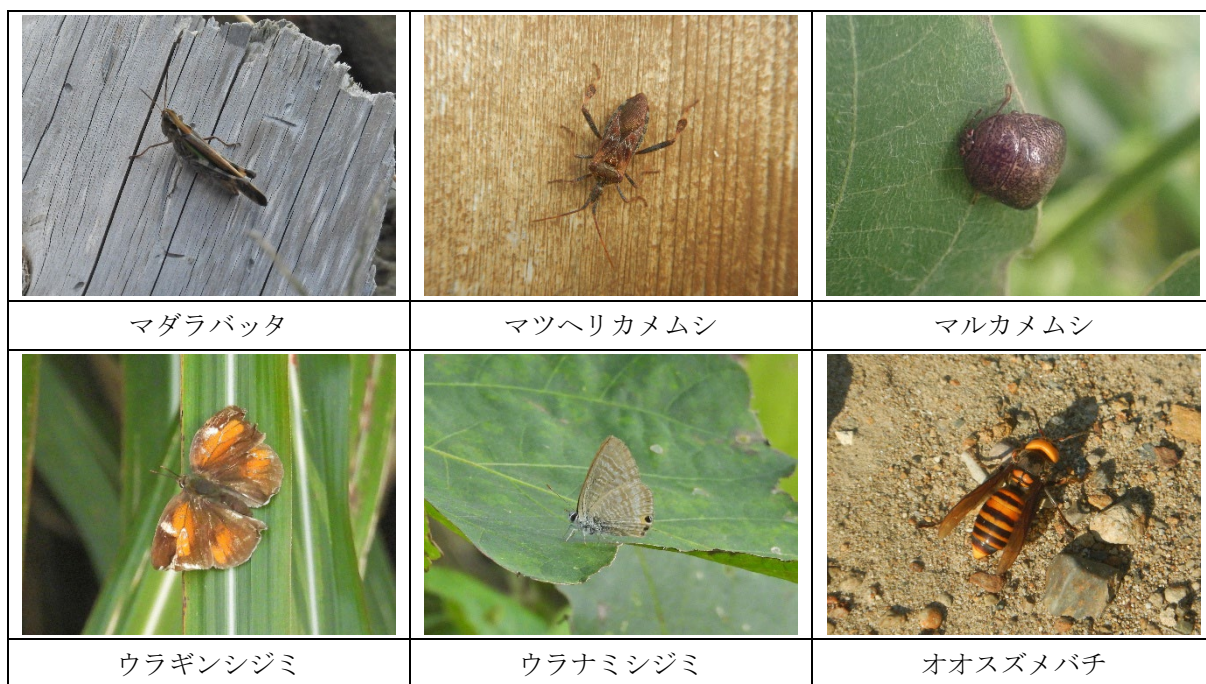 マダラバッタ
マツヘリカメムシ
マルカメムシ
ウラギンシジミ
ウラナミシジミ
オオスズメバチ